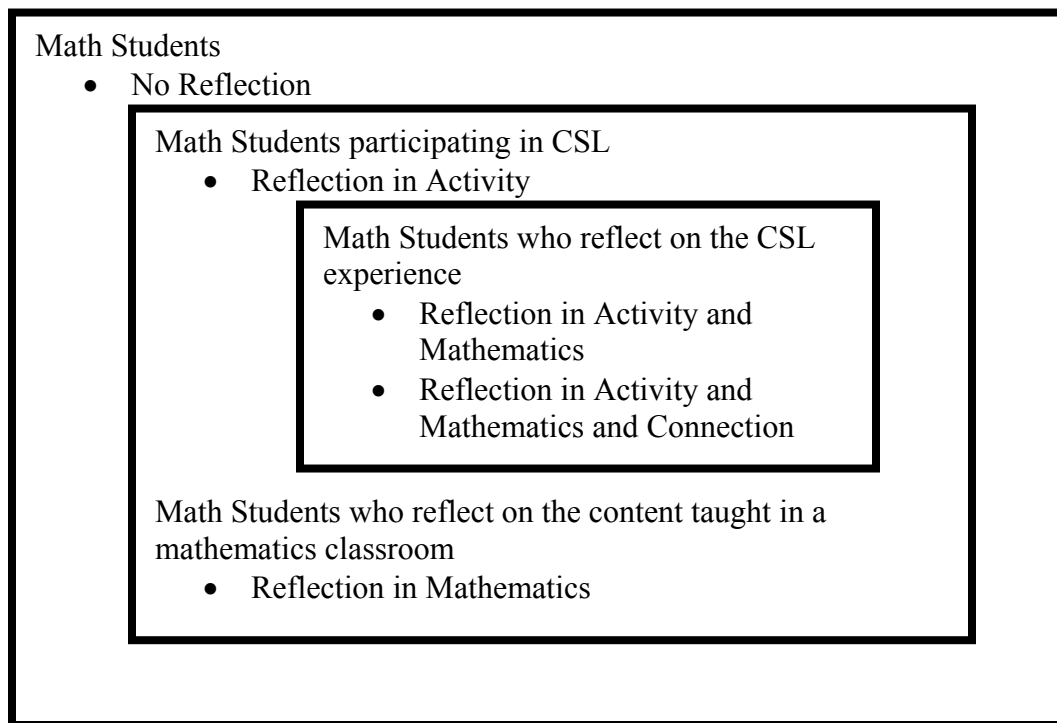 Math Students
• No Reflection
Math Students participating in CSL
• Reflection in Activity
Math Students who reflect on the CSL
experience
• Reflection in Activity and
Mathematics
• Reflection in Activity and
Mathematics and Connection
Math Students who reflect on the content taught in a
mathematics classroom
• Reflection in Mathematics